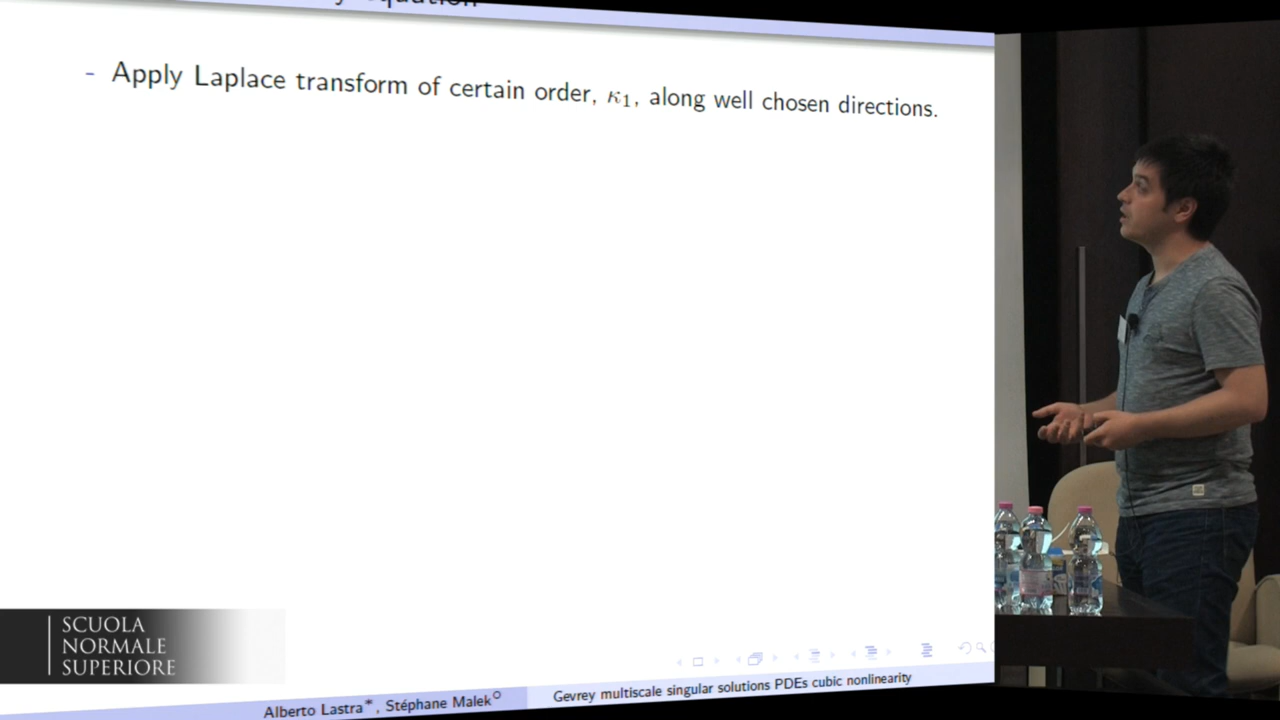 - Apply Laplace transform of certain order, κ₁, along well chosen directions.
SCUOLA
NORMALE
SUPERIORE
Alberto Lastra*, Stéphane Malek○
Gevrey multiscale singular solutions PDEs cubic nonlinearity